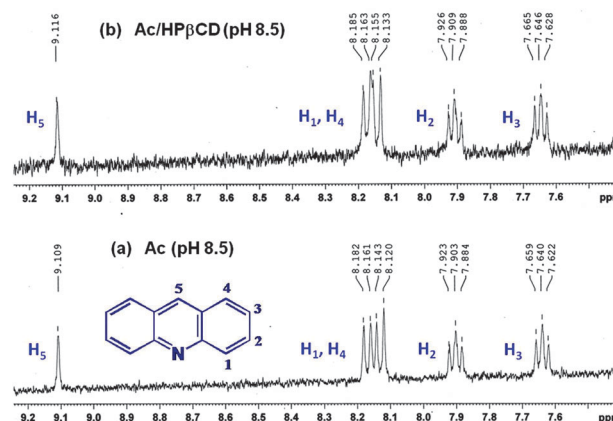 9.116
8.185
8.163
8.155
8.133
7.926
7.909
7.888
7.665
7.646
7.628
(b) Ac/HPβCD (pH 8.5)
H5
H1, H4
H2
H3
9.2 9.1 9.0 8.9 8.8 8.7 8.6 8.5 8.4 8.3 8.2 8.1 8.0 7.9 7.8 7.7 7.6 ppm
9.109
8.182
8.161
8.143
8.120
7.923
7.903
7.884
7.659
7.640
7.622
(a) Ac (pH 8.5)
5
4
3
2
N
1
H5
H1, H4
H2
H3
9.2 9.1 9.0 8.9 8.8 8.7 8.6 8.5 8.4 8.3 8.2 8.1 8.0 7.9 7.8 7.7 7.6 ppm